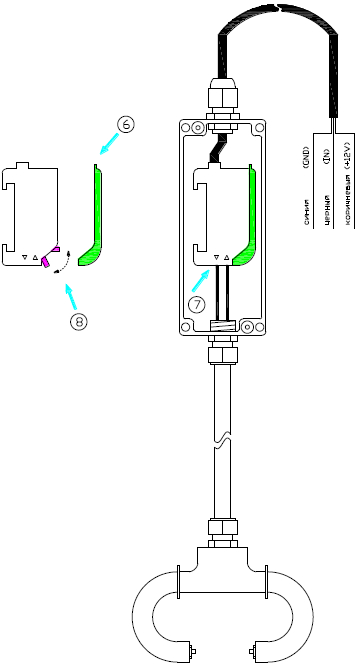 6
синий (GND)
черный (IN)
коричневый (+12V)
7
8